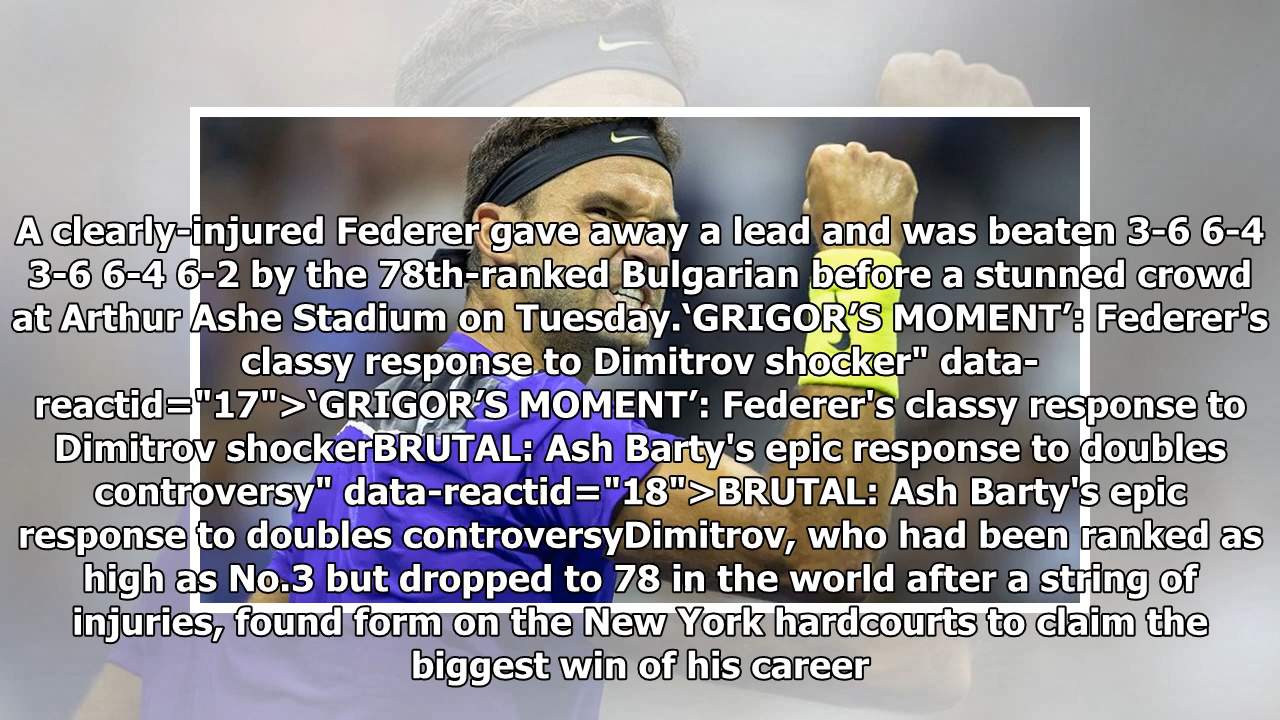 A clearly-injured Federer gave away a lead and was beaten 3-6 6-4
3-6 6-4 6-2 by the 78th-ranked Bulgarian before a stunned crowd
at Arthur Ashe Stadium on Tuesday.‘GRIGOR’S MOMENT’: Federer's
classy response to Dimitrov shocker" data-
reactid="17">‘GRIGOR’S MOMENT’: Federer's classy response to
Dimitrov shockerBRUTAL: Ash Barty's epic response to doubles
controversy" data-reactid="18">BRUTAL: Ash Barty's epic
response to doubles controversyDimitrov, who had been ranked as
high as No.3 but dropped to 78 in the world after a string of
injuries, found form on the New York hardcourts to claim the
biggest win of his career